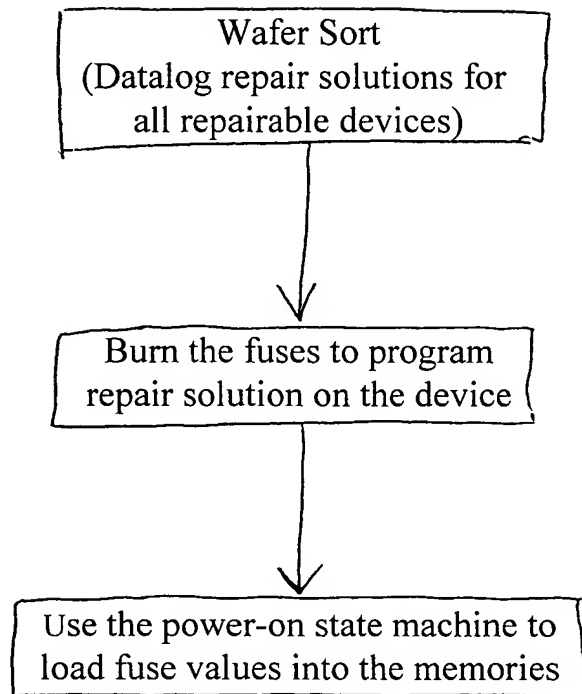 Wafer Sort
(Datalog repair solutions for
all repairable devices)
Burn the fuses to program
repair solution on the device
Use the power-on state machine to
load fuse values into the memories